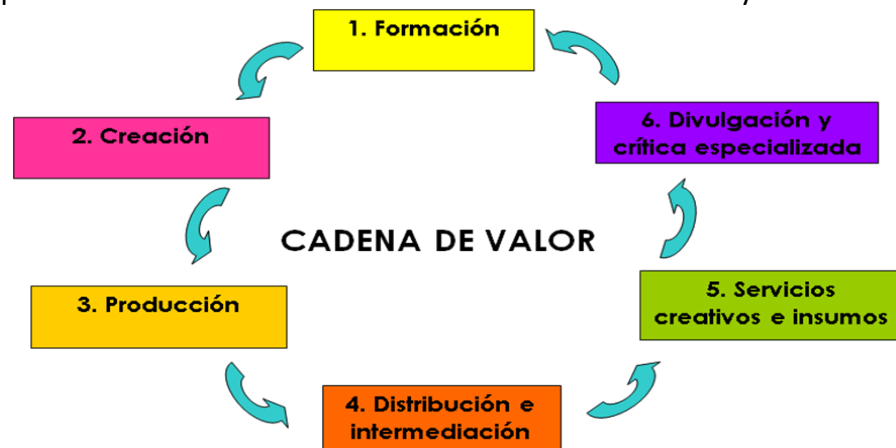 1. Formación
2. Creación
3. Producción
4. Distribución e
intermediación
5. Servicios
creativos e insumos
6. Divulgación y
crítica especializada
CADENA DE VALOR